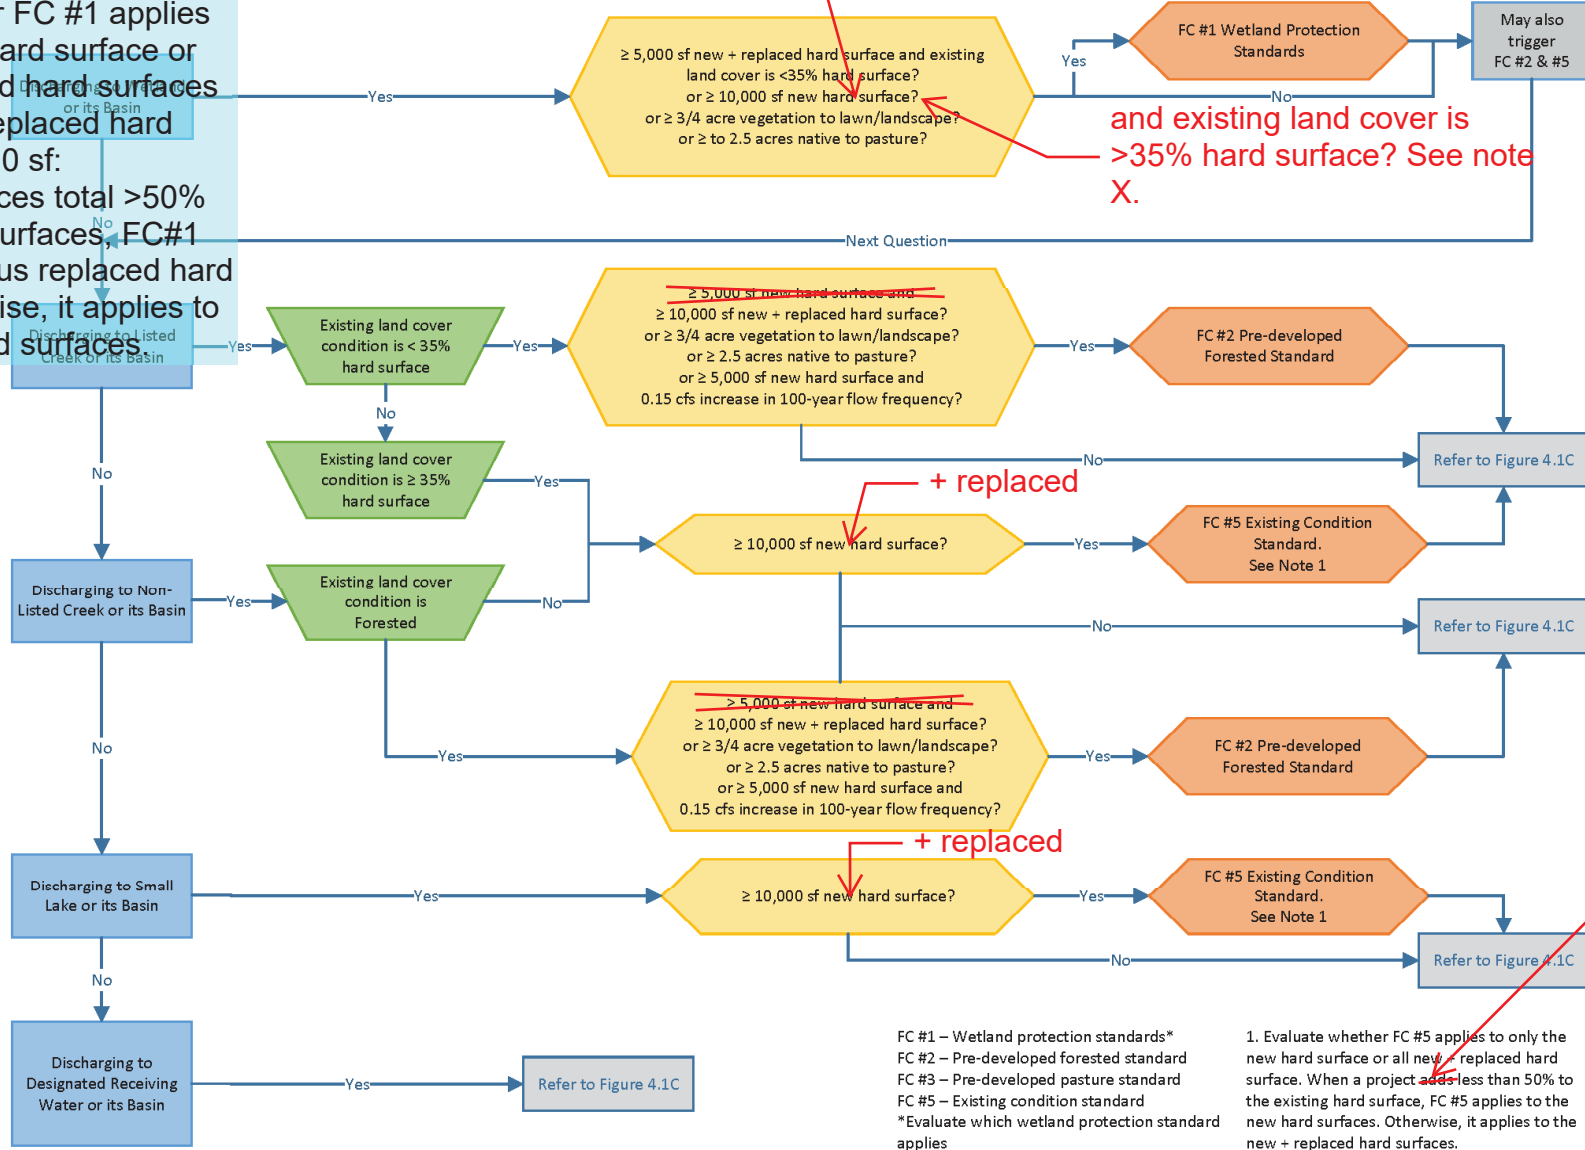 FC #1 applies
ard surface or
d hard surfaces
eplaced hard
0 sf:
ces total >50%
urfaces, FC#1
us replaced hard
ise, it applies to
d surfaces.
Discharging to Wetland
or its Basin
Yes
≥ 5,000 sf new + replaced hard surface and existing
land cover is <35% hard surface?
or ≥ 10,000 sf new hard surface?
or ≥ 3/4 acre vegetation to lawn/landscape?
or ≥ to 2.5 acres native to pasture?
Yes
FC #1 Wetland Protection
Standards
No
May also
trigger
FC #2 & #5
and existing land cover is
>35% hard surface? See note
X.
No
Next Question
Discharging to Listed
Creek or its Basin
Yes
Existing land cover
condition is < 35%
hard surface
Yes
≥ 5,000 sf new hard surface and
≥ 10,000 sf new + replaced hard surface?
or ≥ 3/4 acre vegetation to lawn/landscape?
or ≥ 2.5 acres native to pasture?
or ≥ 5,000 sf new hard surface and
0.15 cfs increase in 100-year flow frequency?
Yes
FC #2 Pre-developed
Forested Standard
No
No
Refer to Figure 4.1C
No
Existing land cover
condition is ≥ 35%
hard surface
Yes
+ replaced
≥ 10,000 sf new hard surface?
Yes
FC #5 Existing Condition
Standard.
See Note 1
Discharging to Non-
Listed Creek or its Basin
Yes
Existing land cover
condition is
Forested
No
No
Refer to Figure 4.1C
No
Yes
≥ 5,000 sf new hard surface and
≥ 10,000 sf new + replaced hard surface?
or ≥ 3/4 acre vegetation to lawn/landscape?
or ≥ 2.5 acres native to pasture?
or ≥ 5,000 sf new hard surface and
0.15 cfs increase in 100-year flow frequency?
Yes
FC #2 Pre-developed
Forested Standard
+ replaced
Discharging to Small
Lake or its Basin
Yes
≥ 10,000 sf new hard surface?
Yes
FC #5 Existing Condition
Standard.
See Note 1
No
Refer to Figure 4.1C
No
Discharging to
Designated Receiving
Water or its Basin
Yes
Refer to Figure 4.1C
FC #1 – Wetland protection standards*
FC #2 – Pre-developed forested standard
FC #3 – Pre-developed pasture standard
FC #5 – Existing condition standard
*Evaluate which wetland protection standard
applies
1. Evaluate whether FC #5 applies to only the
new hard surface or all new + replaced hard
surface. When a project adds less than 50% to
the existing hard surface, FC #5 applies to the
new hard surfaces. Otherwise, it applies to the
new + replaced hard surfaces.